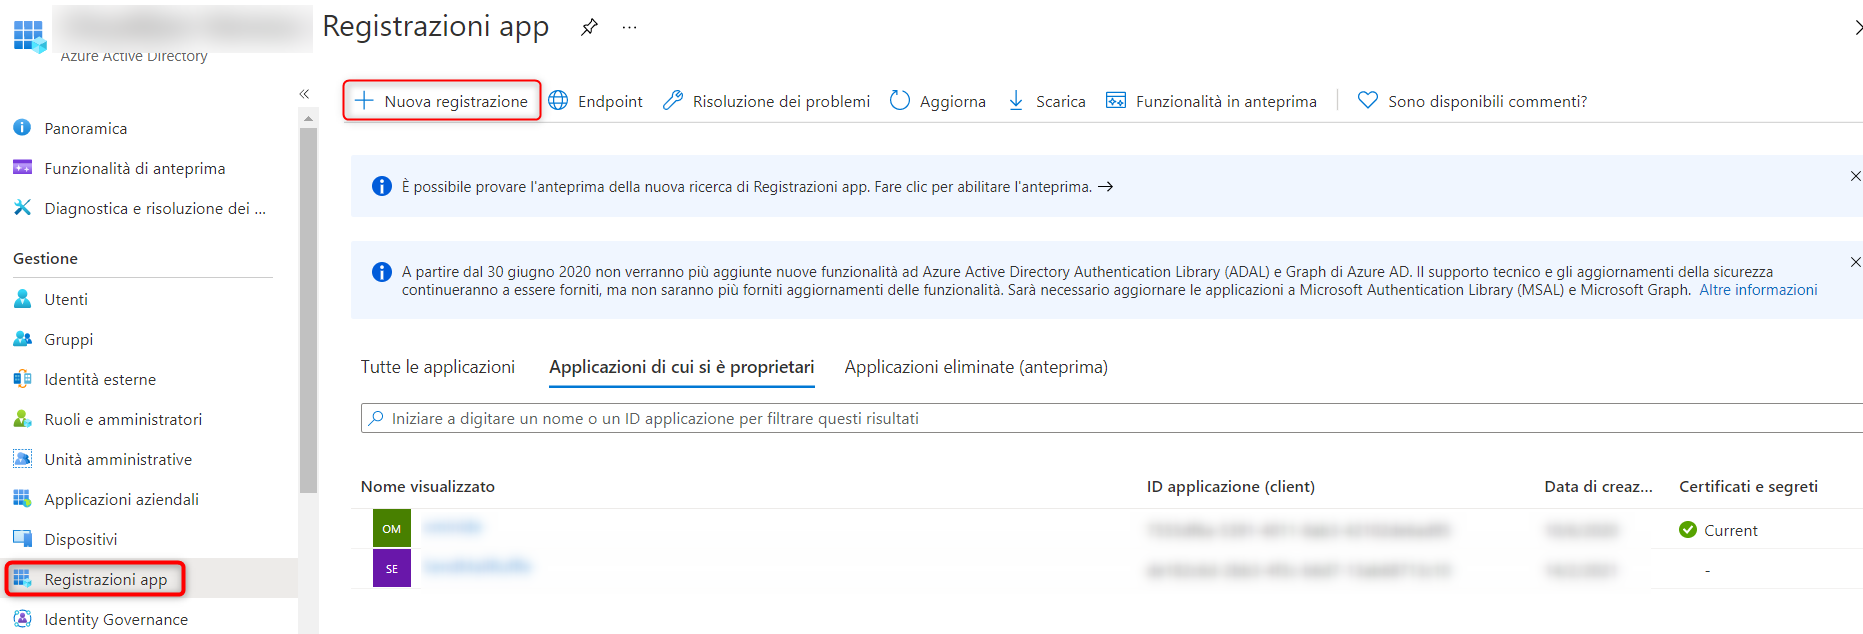 Registrazioni app
...
Azure Active Directory
«
Nuova registrazione
Endpoint
Risoluzione dei problemi
Aggiorna
Scarica
Funzionalità in anteprima
Sono disponibili commenti?
Panoramica
Funzionalità di anteprima
Diagnostica e risoluzione dei ...
Gestione
Utenti
Gruppi
Identità esterne
Ruoli e amministratori
Unità amministrative
Applicazioni aziendali
Dispositivi
Registrazioni app
Identity Governance
È possibile provare l'anteprima della nuova ricerca di Registrazioni app. Fare clic per abilitare l'anteprima. →
A partire dal 30 giugno 2020 non verranno più aggiunte nuove funzionalità ad Azure Active Directory Authentication Library (ADAL) e Graph di Azure AD. Il supporto tecnico e gli aggiornamenti della sicurezza
continueranno a essere forniti, ma non saranno più forniti aggiornamenti delle funzionalità. Sarà necessario aggiornare le applicazioni a Microsoft Authentication Library (MSAL) e Microsoft Graph. Altre informazioni
Tutte le applicazioni
Applicazioni di cui si è proprietari
Applicazioni eliminate (anteprima)
Iniziare a digitare un nome o un ID applicazione per filtrare questi risultati
Nome visualizzato
ID applicazione (client)
Data di creaz...
Certificati e segreti
OM
Current
SE
-